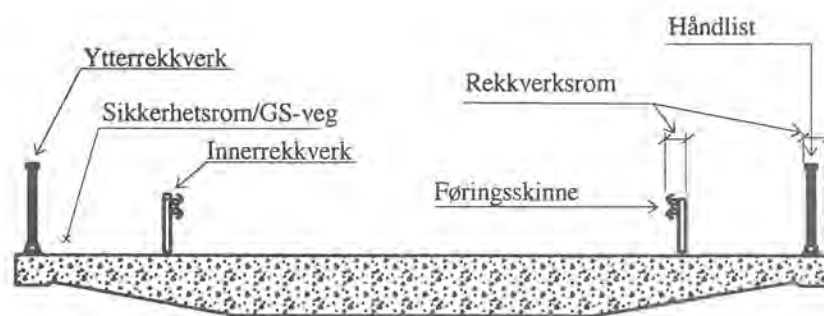 Håndlist
Ytterrekkverk
Rekkverksrom
Sikkerhetsrom/GS-veg
Innerrekkverk
Føringsskinne